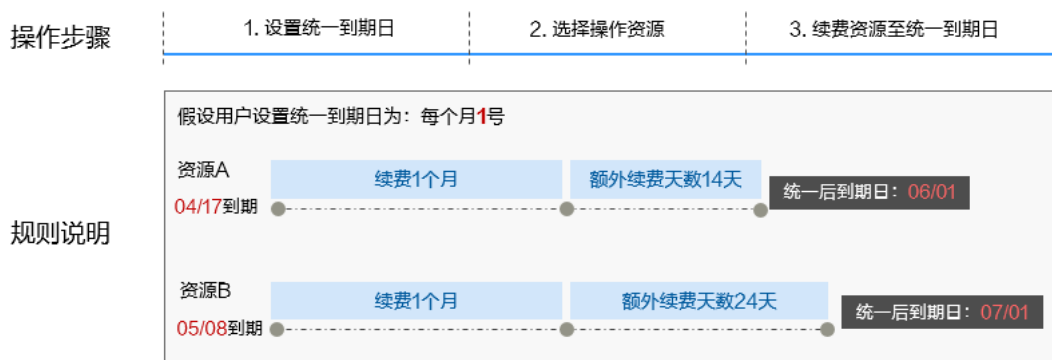 操作步骤
1. 设置统一到期日
2. 选择操作资源
3. 续费资源至统一到期日
规则说明
假设用户设置统一到期日为：每个月1号
资源A
续费1个月
额外续费天数14天
04/17到期
统一后到期日：06/01
资源B
续费1个月
额外续费天数24天
05/08到期
统一后到期日：07/01